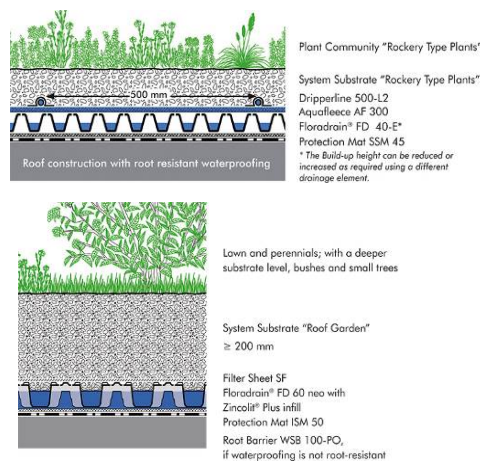 Plant Community "Rockery Type Plants"
System Substrate "Rockery Type Plants"
500 mm
Dripperline 500-L2
Aquafleece AF 300
Floradrain® FD 40-E*
Protection Mat SSM 45
* The Build-up height can be reduced or
increased as required using a different
drainage element.
Roof construction with root resistant waterproofing
Lawn and perennials; with a deeper
substrate level, bushes and small trees
System Substrate "Roof Garden"
≥ 200 mm
Filter Sheet SF
Floradrain® FD 60 neo with
Zincolit® Plus infill
Protection Mat ISM 50
Root Barrier WSB 100-PO,
if waterproofing is not root-resistant